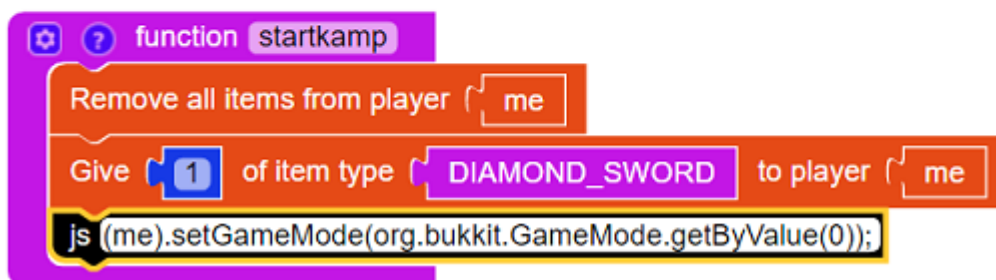 ? function startkamp
Remove all items from player me
Give 1 of item type DIAMOND_SWORD to player me
js (me).setGameMode(org.bukkit.GameMode.getByValue(0));